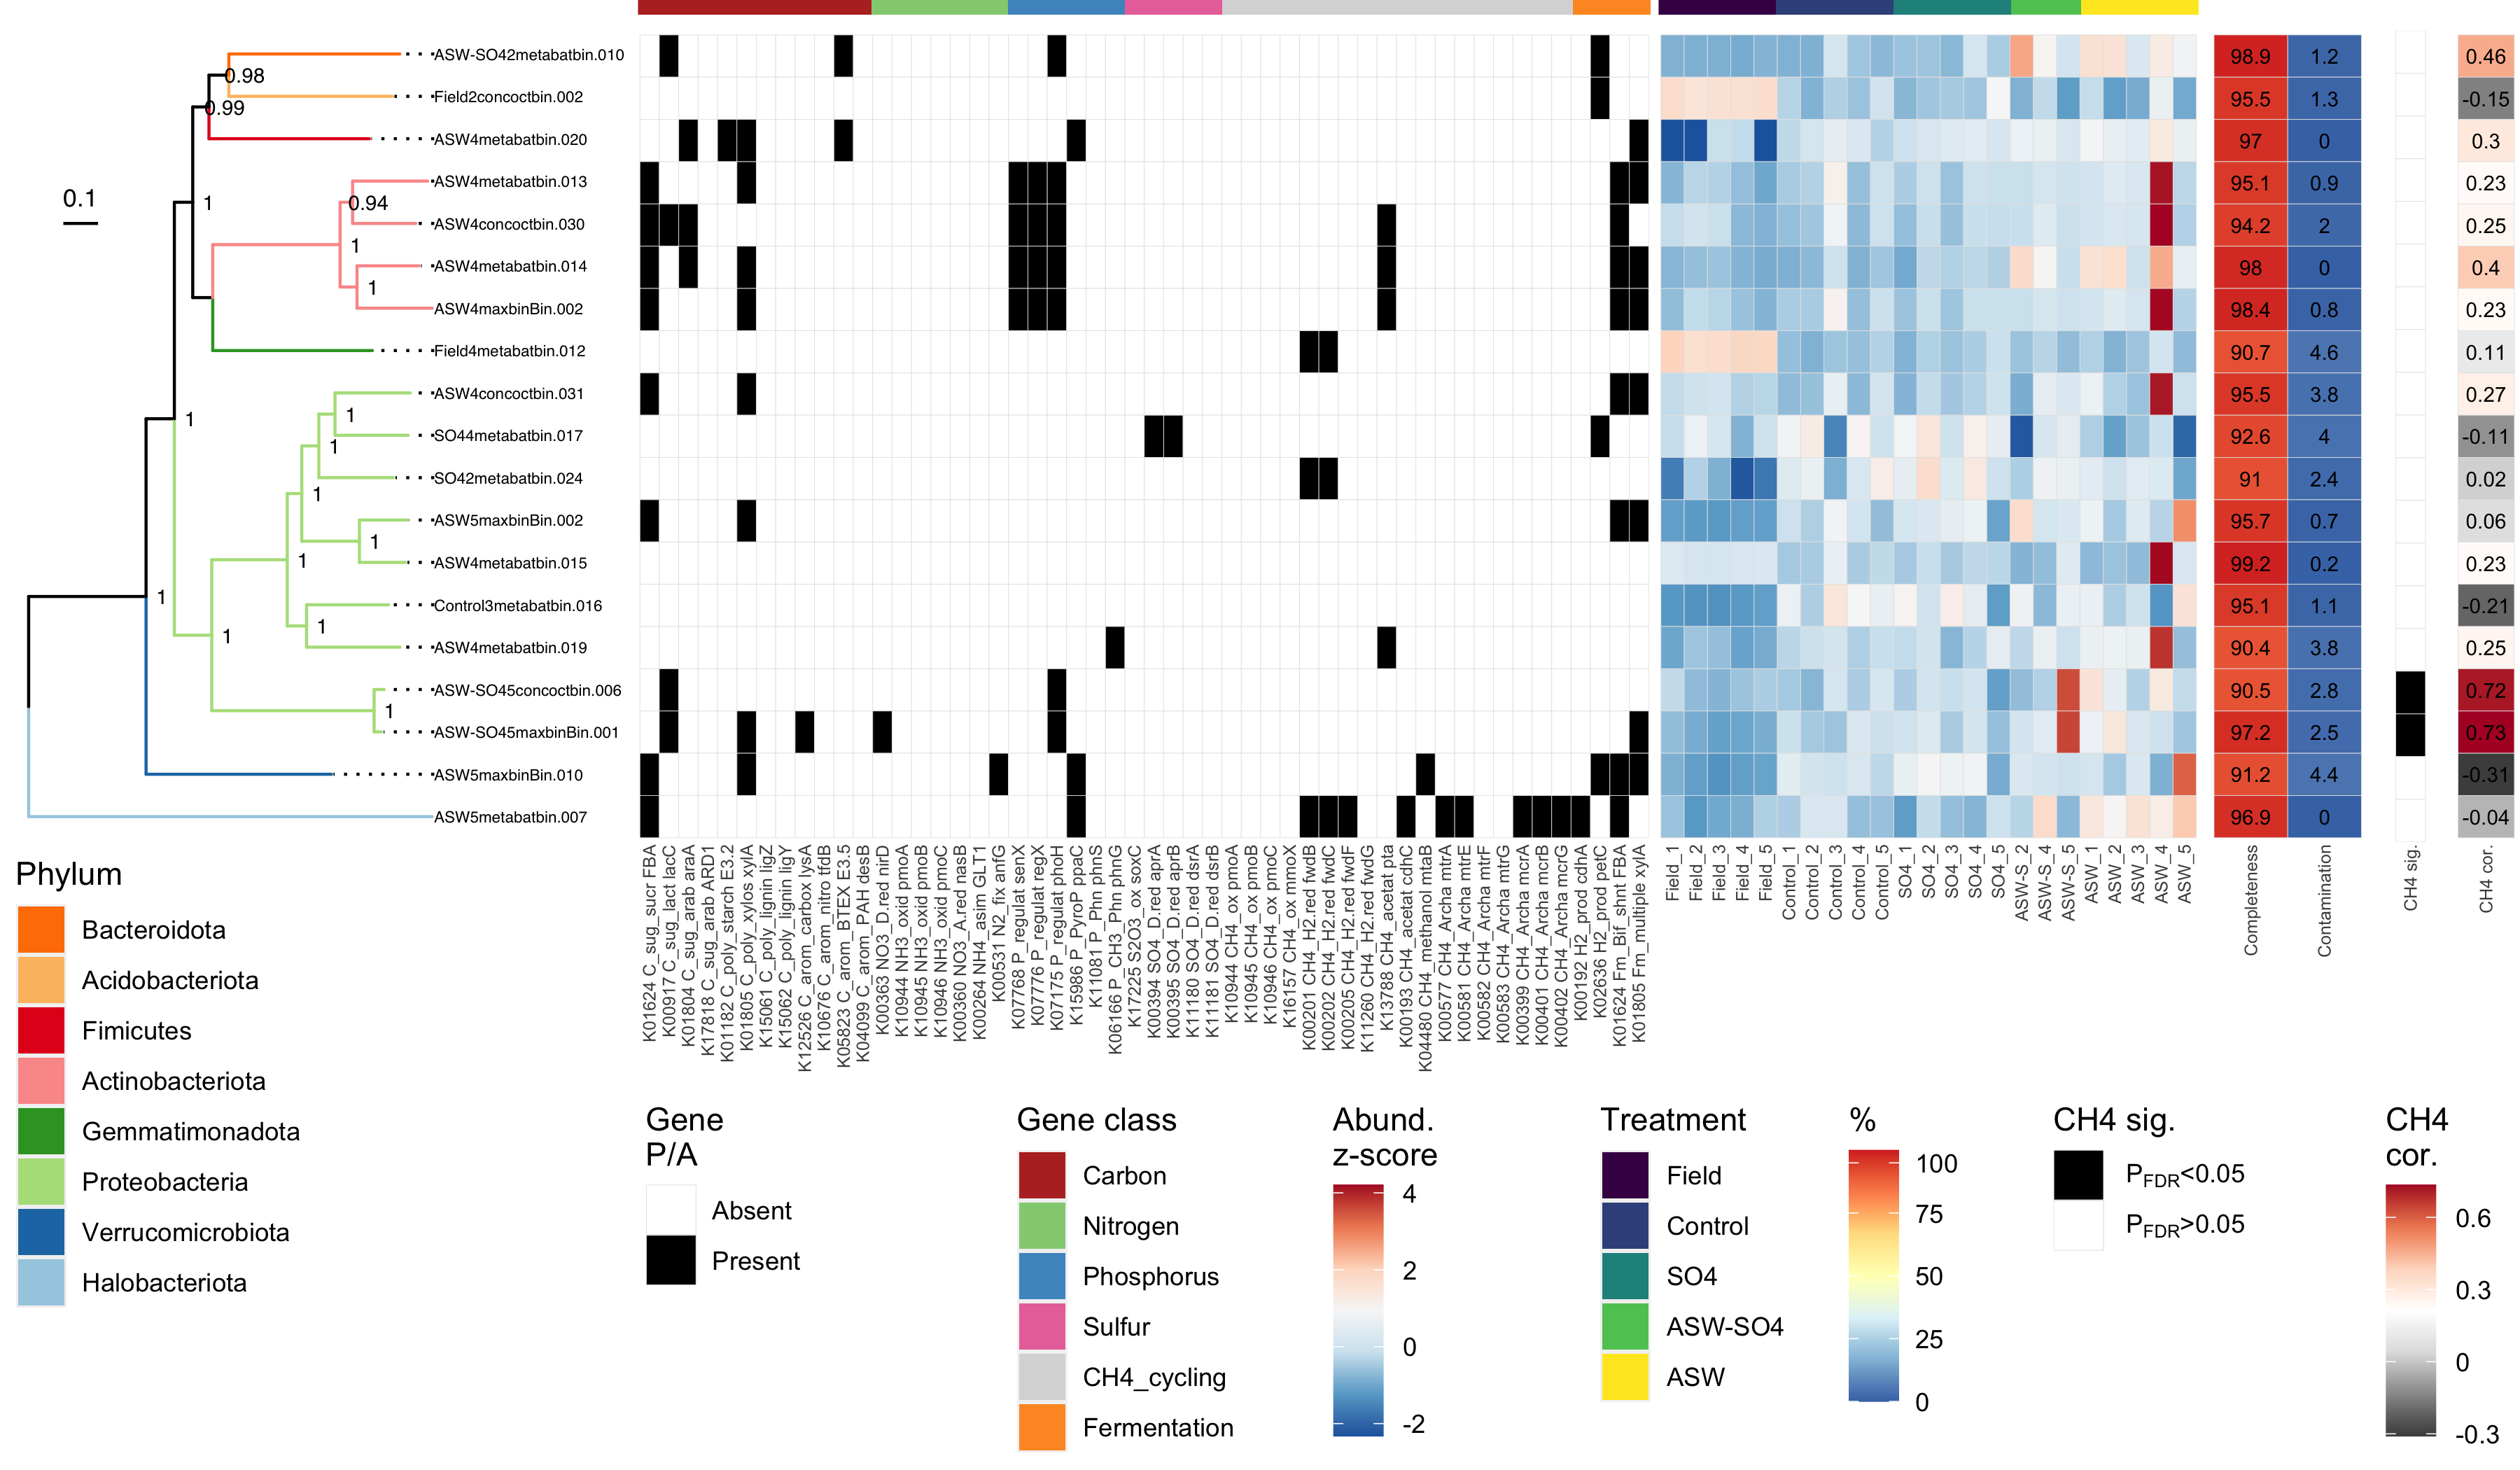 0.1
0.98
0.99
1
0.94
1
1
1
1
1
1
1
1
1
1
1
1
ASW-SO42metabatbin.010
98.9
1.2
0.46
Field2concoctbin.002
95.5
1.3
-0.15
ASW4metabatbin.020
97
0
0.3
ASW4metabatbin.013
95.1
0.9
0.23
ASW4concoctbin.030
94.2
2
0.25
ASW4metabatbin.014
98
0
0.4
ASW4maxbinBin.002
98.4
0.8
0.23
Field4metabatbin.012
90.7
4.6
0.11
ASW4concoctbin.031
95.5
3.8
0.27
SO44metabatbin.017
92.6
4
-0.11
SO42metabatbin.024
91
2.4
0.02
ASW5maxbinBin.002
95.7
0.7
0.06
ASW4metabatbin.015
99.2
0.2
0.23
Control3metabatbin.016
95.1
1.1
-0.21
ASW4metabatbin.019
90.4
3.8
0.25
ASW-SO45concoctbin.006
90.5
2.8
0.72
ASW-SO45maxbinBin.001
97.2
2.5
0.73
ASW5maxbinBin.010
91.2
4.4
-0.31
ASW5metabatbin.007
96.9
0
-0.04
K01624 C_sug_sucr FBA
K00917 C_sug_lact lacC
K01804 C_sug_arab araA
K17818 C_sug_arab ARD1
K01182 C_poly_starch E3.2
K01805 C_poly_xylos xylA
K15061 C_poly_lignin ligZ
K15062 C_poly_lignin ligY
K12526 C_arom_carbox lysA
K10676 C_arom_nitro tfdB
K05823 C_arom_BTEX E3.5
K04099 C_arom_PAH desB
K00363 NO3_D.red nirD
K10944 NH3_oxid pmoA
K10945 NH3_oxid pmoB
K10946 NH3_oxid pmoC
K00360 NO3_A.red nasB
K00264 NH4_asim GLT1
K00531 N2_fix anfG
K07768 P_regulat senX
K07776 P_regulat regX
K07175 P_regulat phoH
K15986 P_PyroP ppaC
K11081 P_Phn phnS
K06166 P_CH3_Phn phnG
K17225 S2O3_ox soxC
K00394 SO4_D.red aprA
K00395 SO4_D.red aprB
K11180 SO4_D.red dsrA
K11181 SO4_D.red dsrB
K10944 CH4_ox pmoA
K10945 CH4_ox pmoB
K10946 CH4_ox pmoC
K16157 CH4_ox mmoX
K00201 CH4_H2.red fwdB
K00202 CH4_H2.red fwdC
K00205 CH4_H2.red fwdF
K11260 CH4_H2.red fwdG
K13788 CH4_acetat pta
K00193 CH4_acetat cdhC
K04480 CH4_methanol mtaB
K00577 CH4_Archa mtrA
K00581 CH4_Archa mtrE
K00582 CH4_Archa mtrF
K00583 CH4_Archa mtrG
K00399 CH4_Archa mcrA
K00401 CH4_Archa mcrB
K00402 CH4_Archa mcrG
K00192 H2_prod cdhA
K02636 H2_prod petC
K01624 Fm_Bif_shnt FBA
K01805 Fm_multiple xylA
Field_1
Field_2
Field_3
Field_4
Field_5
Control_1
Control_2
Control_3
Control_4
Control_5
SO4_1
SO4_2
SO4_3
SO4_4
SO4_5
ASW-S_2
ASW-S_4
ASW-S_5
ASW_1
ASW_2
ASW_3
ASW_4
ASW_5
Completeness
Contamination
CH4 sig.
CH4 cor.
Phylum
Bacteroidota
Acidobacteriota
Fimicutes
Actinobacteriota
Gemmatimonadota
Proteobacteria
Verrucomicrobiota
Halobacteriota
Gene
P/A
Absent
Present
Gene class
Carbon
Nitrogen
Phosphorus
Sulfur
CH4_cycling
Fermentation
Abund.
z-score
4
2
0
-2
Treatment
Field
Control
SO4
ASW-SO4
ASW
%
100
75
50
25
0
CH4 sig.
PFDR<0.05
PFDR>0.05
CH4
cor.
0.6
0.3
0
-0.3